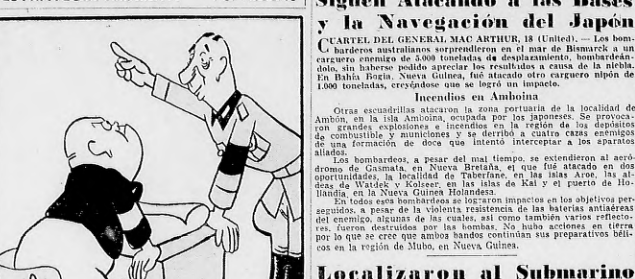 Siguen Atacando a las Bases
y la Navegación del Japón
CUARTEL DEL GENERAL MAC ARTHUR, 18 (United). — Los bom-
barderos australianos sorprendieron en el mar de Bismarck a un
carguero enemigo de 5.000 toneladas de desplazamiento, bombardeán-
dolo, sin haberse podido apreciar los resultados a causa de la niebla.
En Bahía Bogia, Nueva Guinea, fué atacado otro carguero nipón de
1.000 toneladas, creyéndose que se logró un impacto.
Incendios en Amboina
Otras escuadrillas atacaron la zona portuaria de la localidad de
Ambón, en la isla Amboina, ocupada por los japoneses. Se provoca-
ron grandes explosiones e incendios en la región de los depósitos
de combustible y municiones y se derribó a cuatro cazas enemigos
de una formación de doce que intentó interceptar a los aparatos
aliados.
Los bombardeos, a pesar del mal tiempo, se extendieron al aeró-
dromo de Gasmata, en Nueva Bretaña, el que fué atacado en dos
oportunidades, la localidad de Taberfane, en las islas Aroe, las al-
deas de Watdek y Kolseer, en las islas de Kai y el puerto de Ho-
llandia, en la Nueva Guinea Holandesa.
En todos esos bombardeos se lograron impactos en los objetivos per-
seguidos, a pesar de la violenta resistencia de las baterías antiaéreas
del enemigo, algunas de las cuales, así como también varios reflecto-
res, fueron destruídos por las bombas. No hubo acciones en tierra
por lo que se cree que ambos bandos continúan sus preparativos béli-
cos en la región de Mubo, en Nueva Guinea.
Localizaron al Submarino